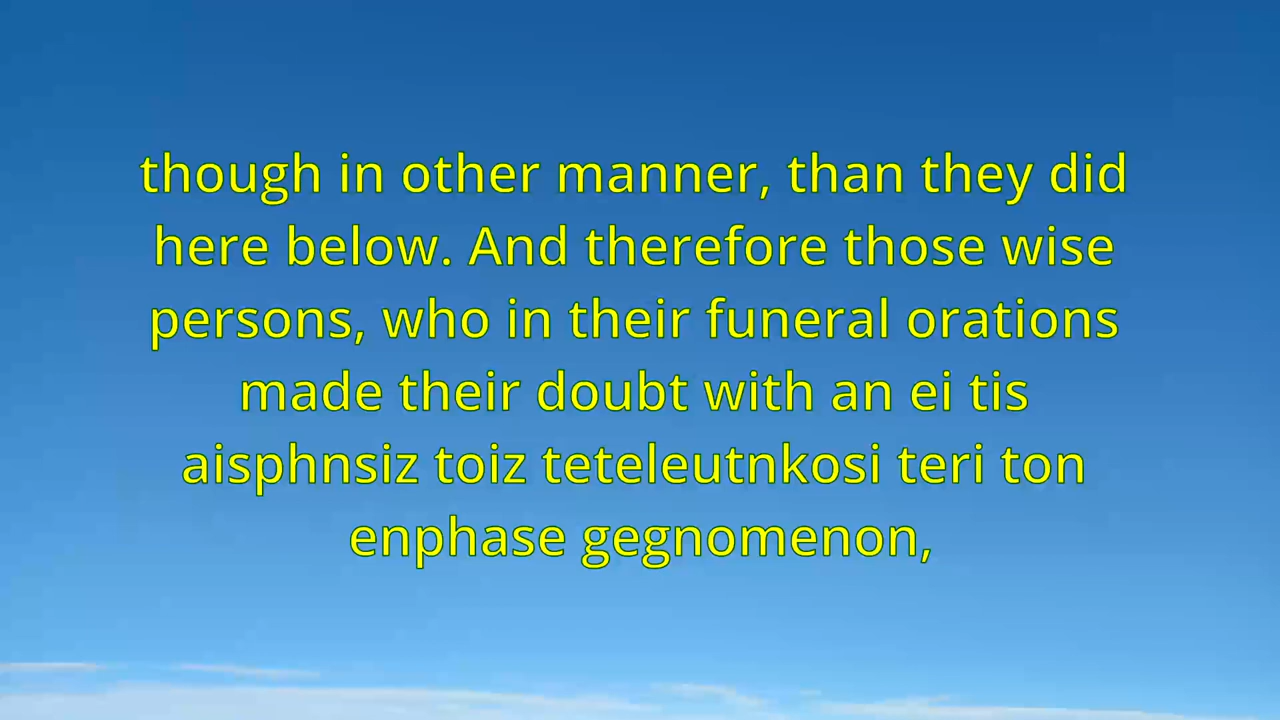 though in other manner, than they did
here below. And therefore those wise
persons, who in their funeral orations
made their doubt with an ei tis
aisphnsiz toiz teteleutnkosi teri ton
enphase gegnomenon,